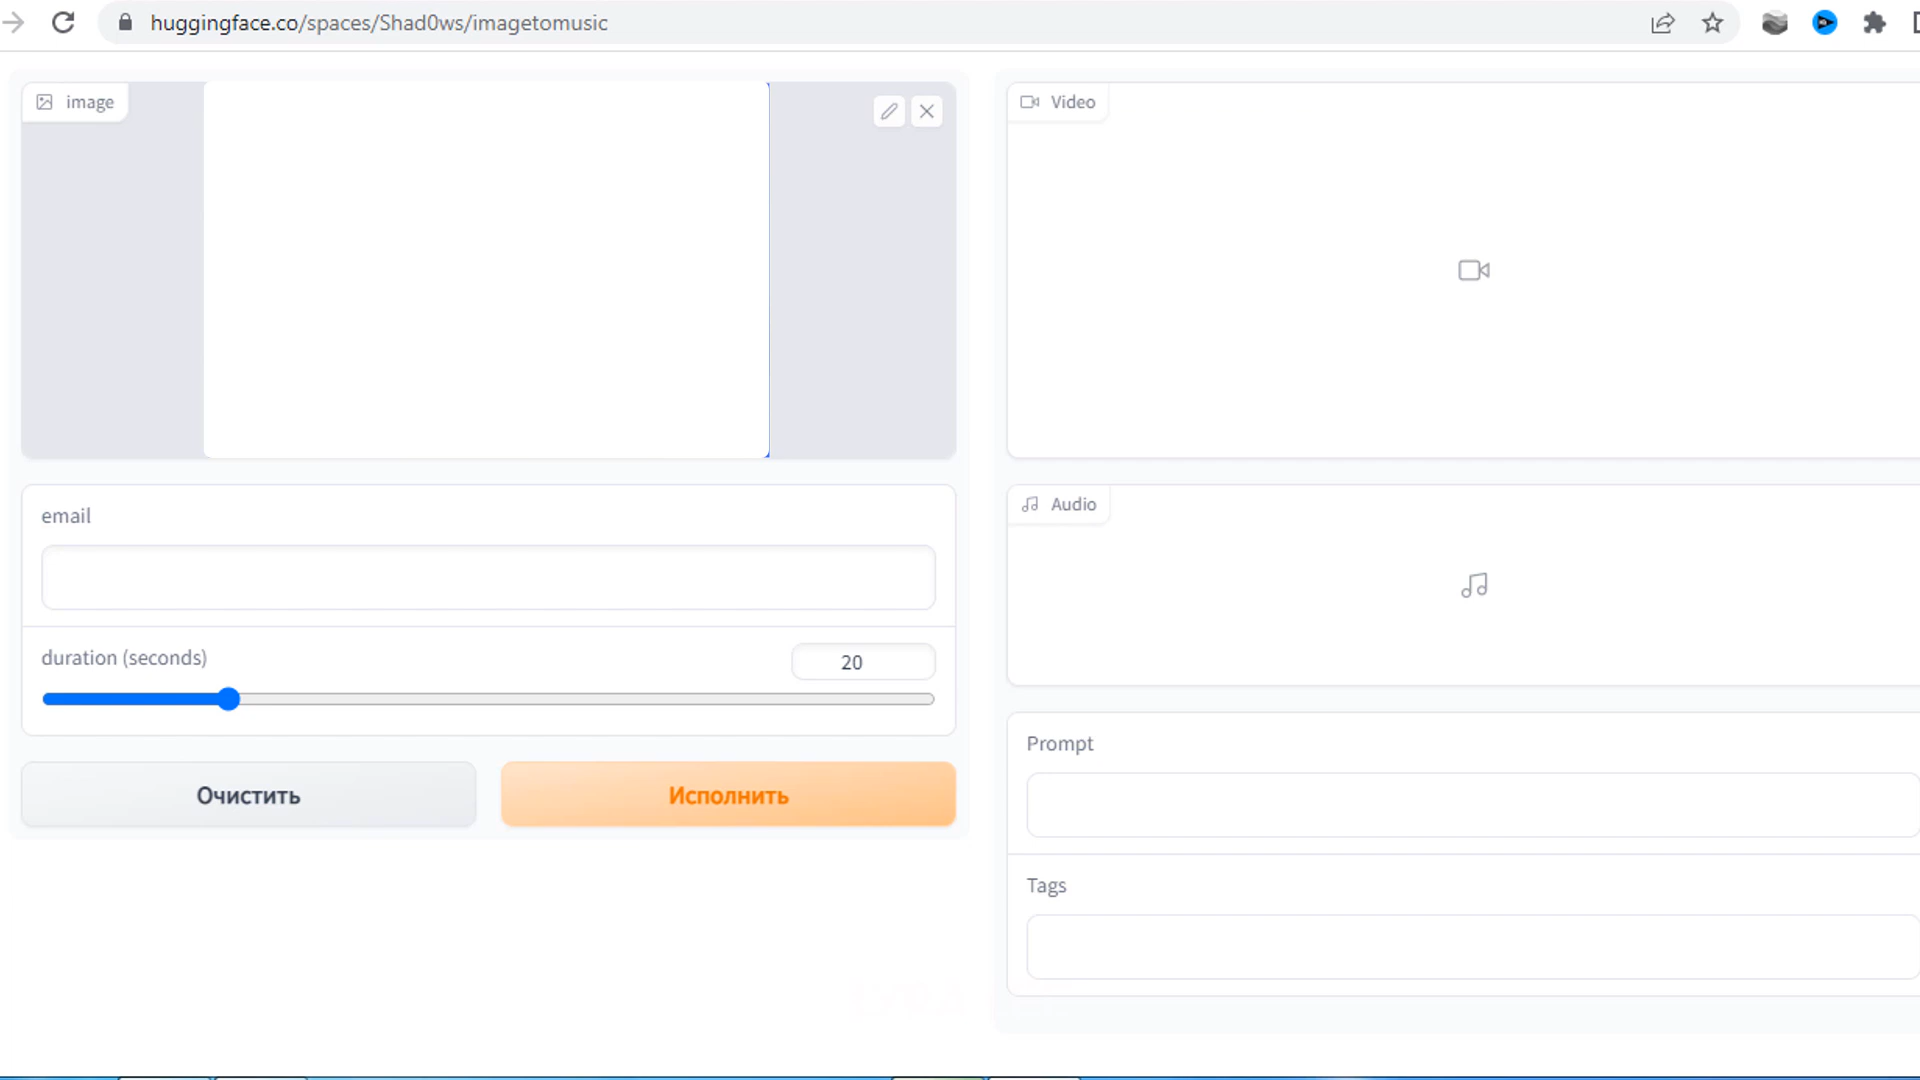 huggingface.co/spaces/Shad0ws/imagetomusic
image
Video
email
Audio
duration (seconds)
20
Очистить
Исполнить
Prompt
Tags